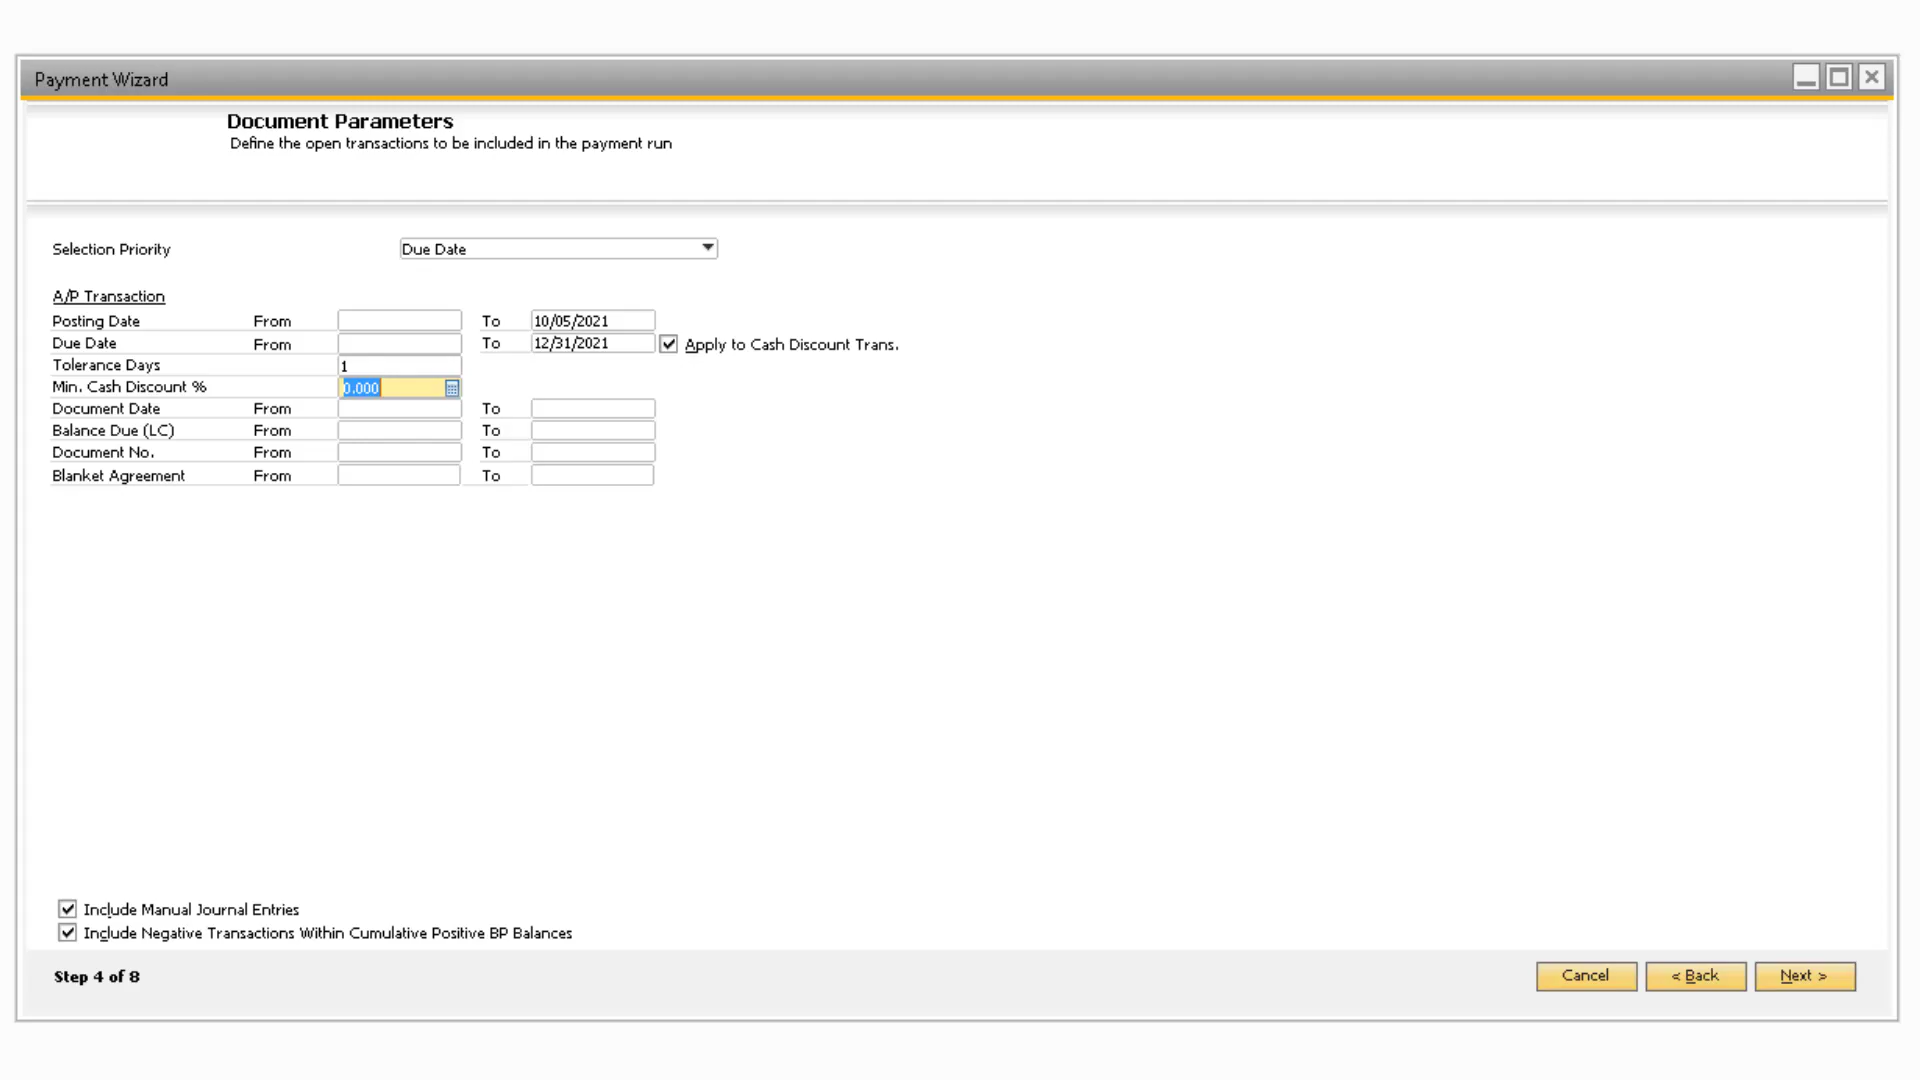 Payment Wizard
Document Parameters
Define the open transactions to be included in the payment run
Selection Priority Due Date
A/P Transaction
Posting Date From To 10/05/2021
Due Date From To 12/31/2021 Apply to Cash Discount Trans.
Tolerance Days 1
Min. Cash Discount % 0.000
Document Date From To
Balance Due (LC) From To
Document No. From To
Blanket Agreement From To
Include Manual Journal Entries
Include Negative Transactions Within Cumulative Positive BP Balances
Step 4 of 8 Cancel < Back Next >